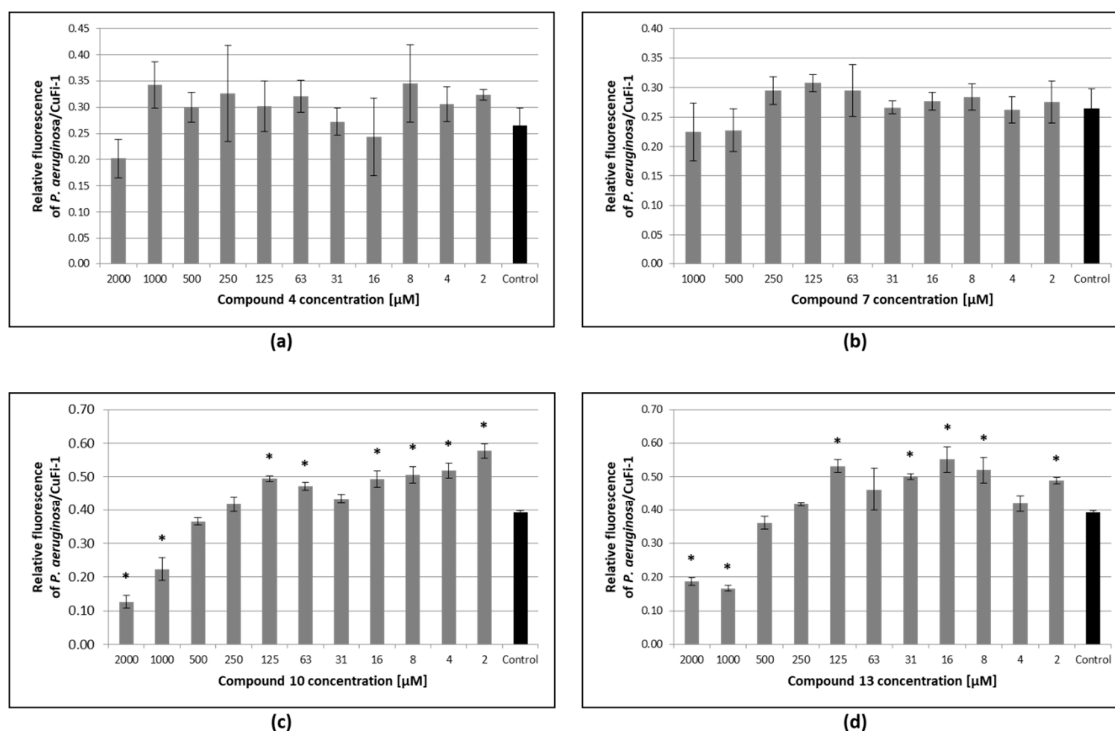 Relative fluorescence
of P. aeruginosa/CuFi-1
0.45
0.40
0.35
0.30
0.25
0.20
0.15
0.10
0.05
0.00
2000 1000 500 250 125 63 31 16 8 4 2 Control
Compound 4 concentration [µM]
(a)
Relative fluorescence
of P. aeruginosa/CuFi-1
0.40
0.35
0.30
0.25
0.20
0.15
0.10
0.05
0.00
1000 500 250 125 63 31 16 8 4 2 Control
Compound 7 concentration [µM]
(b)
Relative fluorescence
of P. aeruginosa/CuFi-1
0.70
0.60
0.50
0.40
0.30
0.20
0.10
0.00
* * * * * * * *
2000 1000 500 250 125 63 31 16 8 4 2 Control
Compound 10 concentration [µM]
(c)
Relative fluorescence
of P. aeruginosa/CuFi-1
0.70
0.60
0.50
0.40
0.30
0.20
0.10
0.00
* * * * * * *
2000 1000 500 250 125 63 31 16 8 4 2 Control
Compound 13 concentration [µM]
(d)